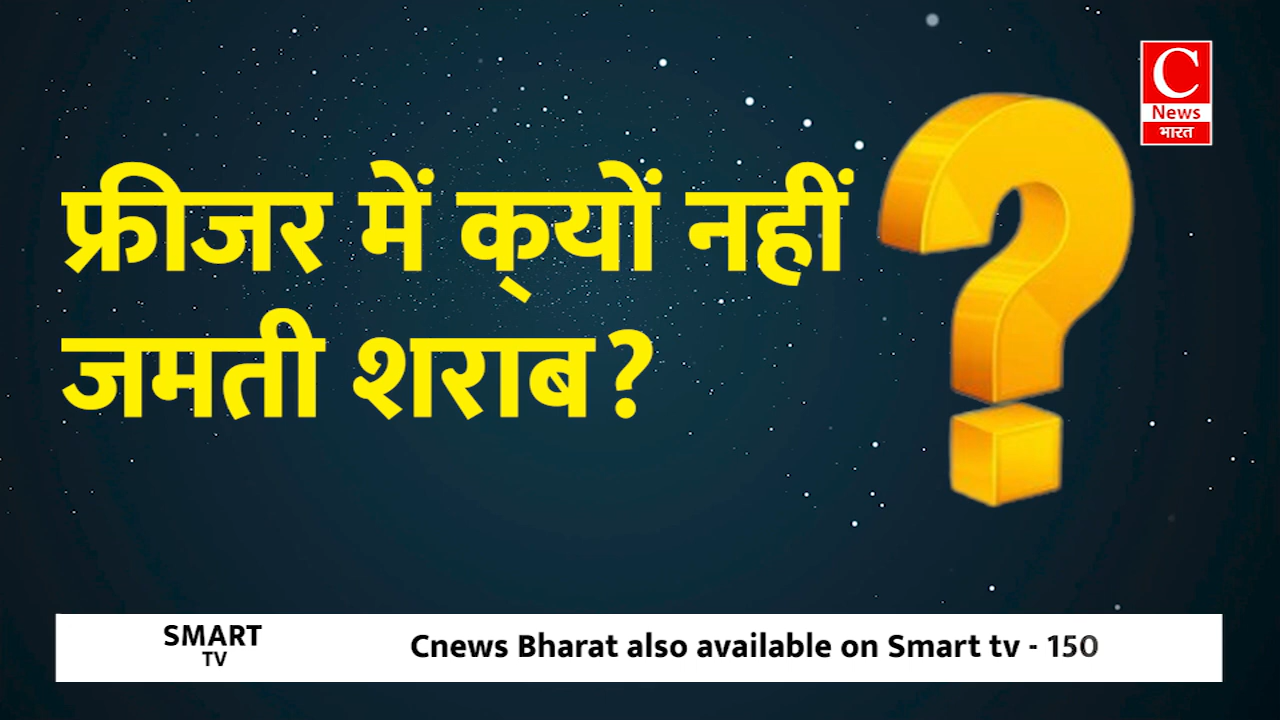 C
News
भारत
फ्रीजर में क्यों नहीं
जमती शराब ?
SMART
TV
Cnews Bharat also available on Smart tv - 150